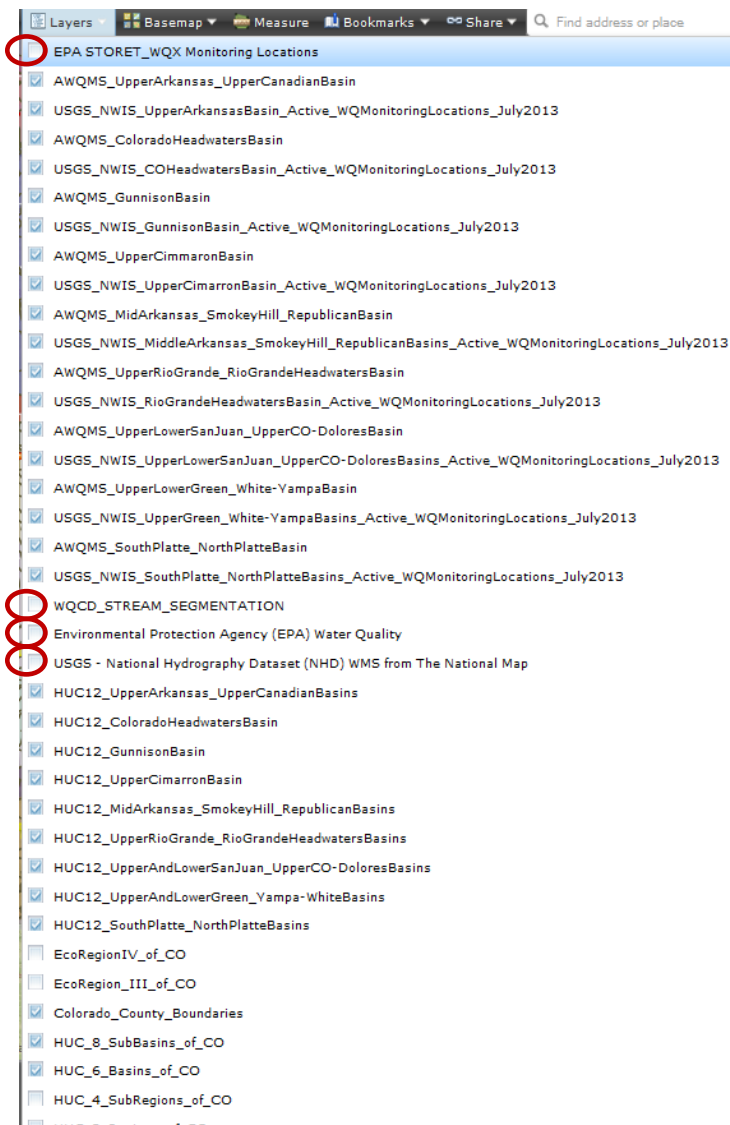 Layers Basemap Measure Bookmarks Share Find address or place
EPA STORET_WQX Monitoring Locations
AWQMS_UpperArkansas_UpperCanadianBasin
USGS_NWIS_UpperArkansasBasin_Active_WQMonitoringLocations_July2013
AWQMS_ColoradoHeadwatersBasin
USGS_NWIS_COHeadwatersBasin_Active_WQMonitoringLocations_July2013
AWQMS_GunnisonBasin
USGS_NWIS_GunnisonBasin_Active_WQMonitoringLocations_July2013
AWQMS_UpperCimmaronBasin
USGS_NWIS_UpperCimarronBasin_Active_WQMonitoringLocations_July2013
AWQMS_MidArkansas_SmokeyHill_RepublicanBasin
USGS_NWIS_MiddleArkansas_SmokeyHill_RepublicanBasins_Active_WQMonitoringLocations_July2013
AWQMS_UpperRioGrande_RioGrandeHeadwatersBasin
USGS_NWIS_RioGrandeHeadwatersBasin_Active_WQMonitoringLocations_July2013
AWQMS_UpperLowerSanJuan_UpperCO-DoloresBasin
USGS_NWIS_UpperLowerSanJuan_UpperCO-DoloresBasins_Active_WQMonitoringLocations_July2013
AWQMS_UpperLowerGreen_White-YampaBasin
USGS_NWIS_UpperGreen_White-YampaBasins_Active_WQMonitoringLocations_July2013
AWQMS_SouthPlatte_NorthPlatteBasin
USGS_NWIS_SouthPlatte_NorthPlatteBasins_Active_WQMonitoringLocations_July2013
WQCD_STREAM_SEGMENTATION
Environmental Protection Agency (EPA) Water Quality
USGS - National Hydrography Dataset (NHD) WMS from The National Map
HUC12_UpperArkansas_UpperCanadianBasins
HUC12_ColoradoHeadwatersBasin
HUC12_GunnisonBasin
HUC12_UpperCimarronBasin
HUC12_MidArkansas_SmokeyHill_RepublicanBasins
HUC12_UpperRioGrande_RioGrandeHeadwatersBasins
HUC12_UpperAndLowerSanJuan_UpperCO-DoloresBasins
HUC12_UpperAndLowerGreen_Yampa-WhiteBasins
HUC12_SouthPlatte_NorthPlatteBasins
EcoRegionIV_of_CO
EcoRegion_III_of_CO
Colorado_County_Boundaries
HUC_8_SubBasins_of_CO
HUC_6_Basins_of_CO
HUC_4_SubRegions_of_CO